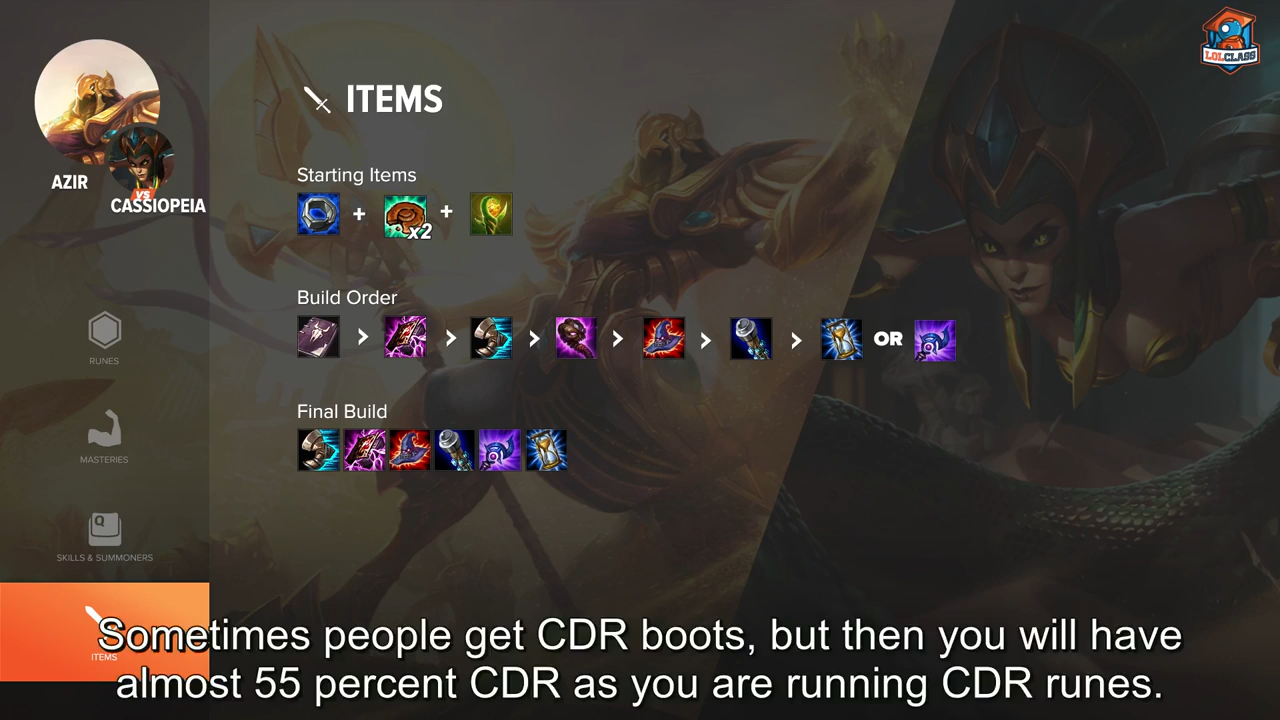 LOLCLASS
ITEMS
AZIR
VS
CASSIOPEIA
Starting Items
+
x2
+
Build Order
> > > > > > OR
Final Build
RUNES
MASTERIES
Q
SKILLS & SUMMONERS
ITEMS
Sometimes people get CDR boots, but then you will have
almost 55 percent CDR as you are running CDR runes.